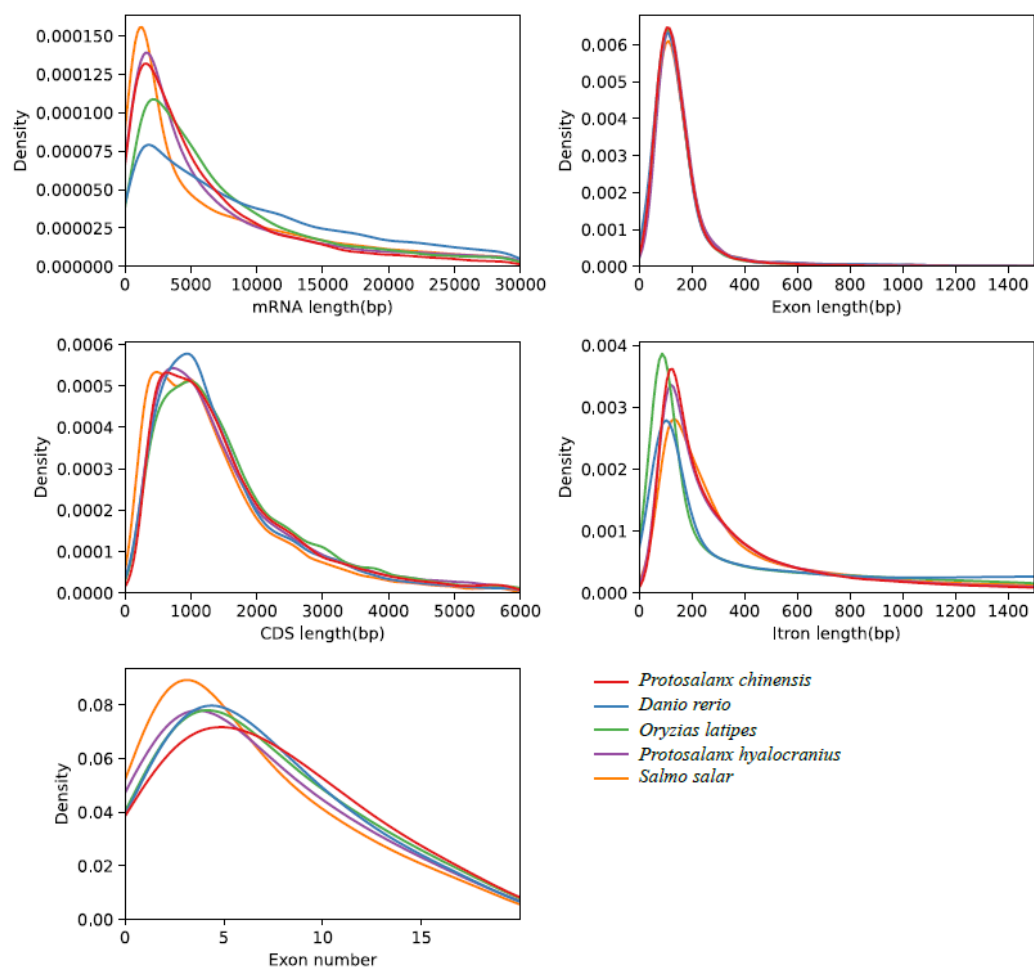 0.000150
0.000125
0.000100
0.000075
0.000050
0.000025
0.000000
Density
0 5000 10000 15000 20000 25000 30000
mRNA length(bp)
0.006
0.005
0.004
0.003
0.002
0.001
0.000
Density
0 200 400 600 800 1000 1200 1400
Exon length(bp)
0.0006
0.0005
0.0004
0.0003
0.0002
0.0001
0.0000
Density
0 1000 2000 3000 4000 5000 6000
CDS length(bp)
0.004
0.003
0.002
0.001
0.000
Density
0 200 400 600 800 1000 1200 1400
Itron length(bp)
0.08
0.06
0.04
0.02
0.00
Density
0 5 10 15
Exon number
Protosalanx chinensis
Danio rerio
Oryzias latipes
Protosalanx hyalocranius
Salmo salar